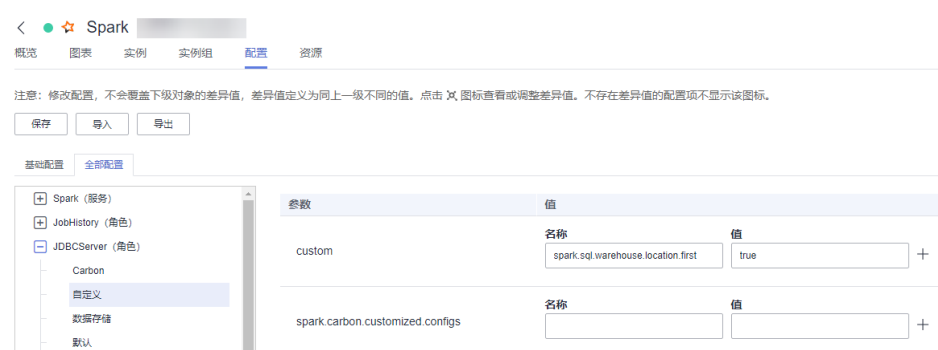 Spark
概览 图表 实例 实例组 配置 资源
注意：修改配置，不会覆盖下级对象的差异值，差异值定义为同上一级不同的值。点击 图标查看或调整差异值。不存在差异值的配置项不显示该图标。
保存 导入 导出
基础配置 全部配置
Spark（服务）
JobHistory（角色）
JDBCServer（角色）
Carbon
自定义
数据存储
默认
参数 值
名称 值
custom spark.sql.warehouse.location.first true
名称 值
spark.carbon.customized.configs